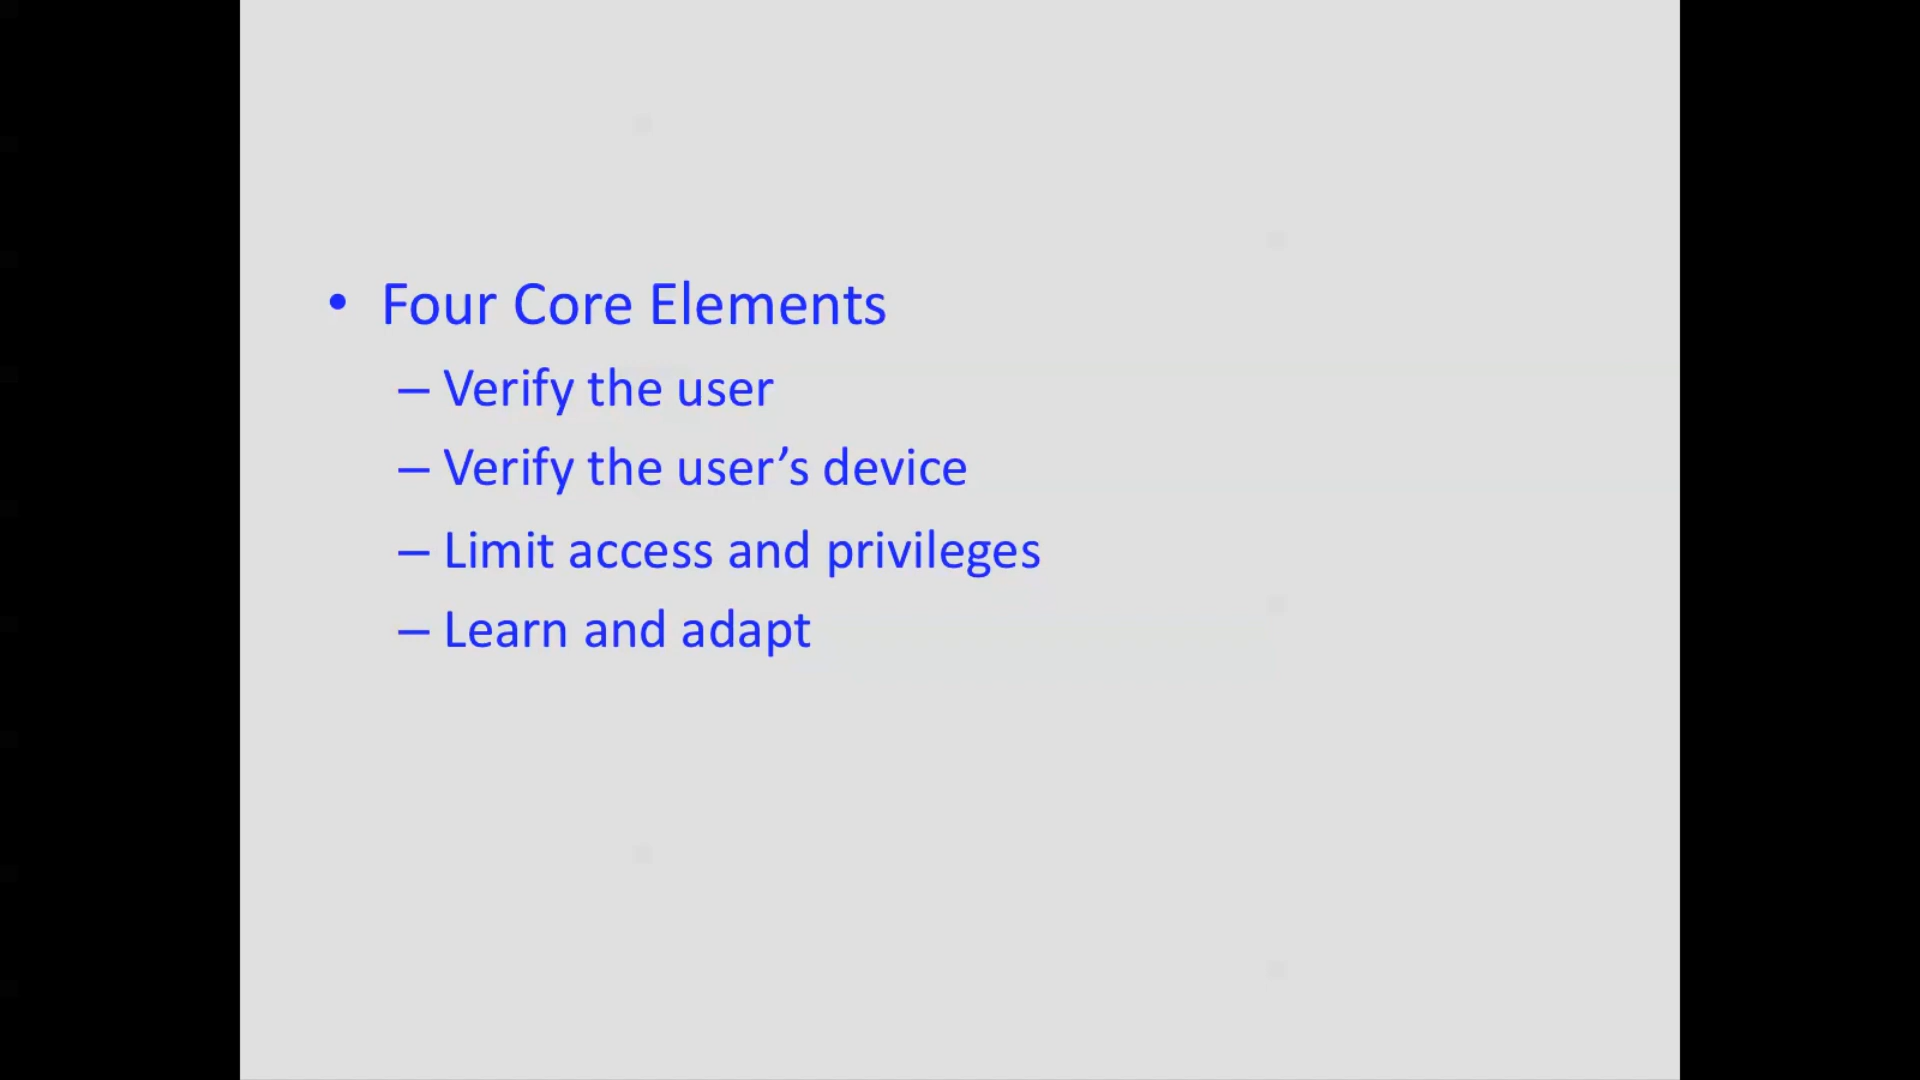 • Four Core Elements
– Verify the user
– Verify the user’s device
– Limit access and privileges
– Learn and adapt